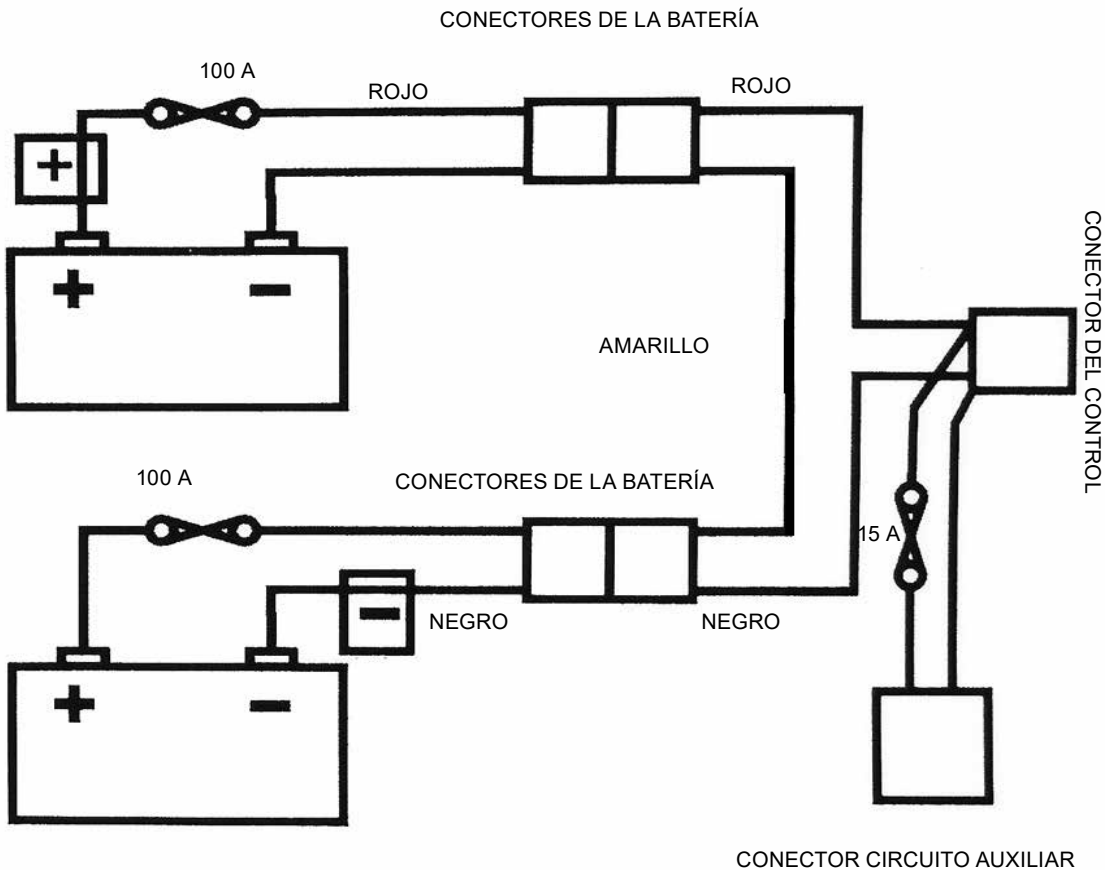 CONECTORES DE LA BATERÍA
100 A
ROJO
ROJO
+
+
−
AMARILLO
CONECTOR DEL CONTROL
100 A
CONECTORES DE LA BATERÍA
15 A
−
NEGRO
NEGRO
+
−
CONECTOR CIRCUITO AUXILIAR